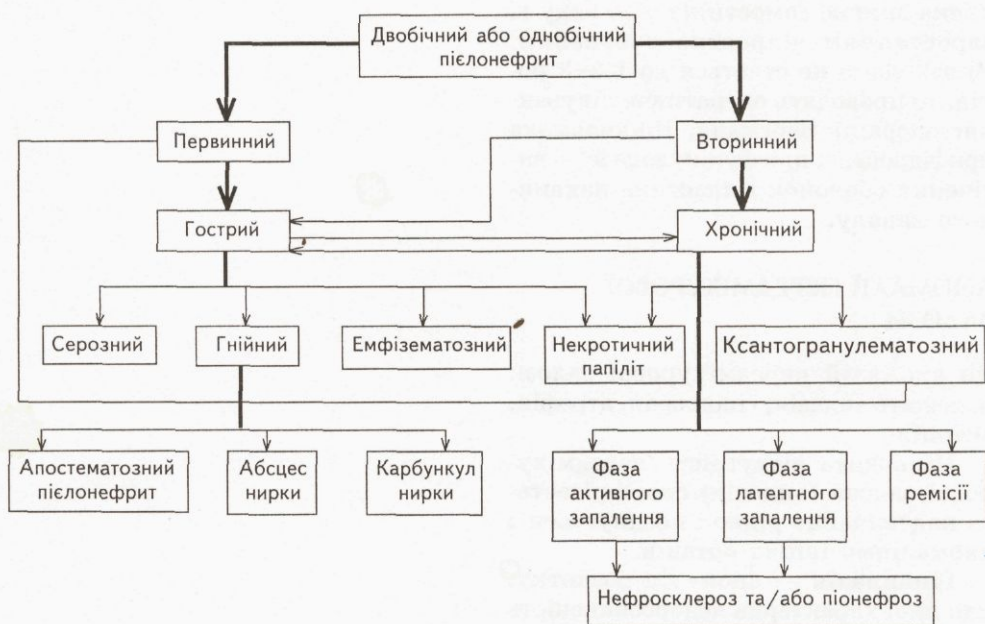 Двобічний або однобічний
пієлонефрит
Первинний
Вторинний
Гострий
Хронічний
Серозний
Гнійний
Емфізематозний
Некротичний
папіліт
Ксантогранулематозний
Апостематозний
пієлонефрит
Абсцес
нирки
Карбункул
нирки
Фаза
активного
запалення
Фаза
латентного
запалення
Фаза
ремісії
Нефросклероз та/або піонефроз